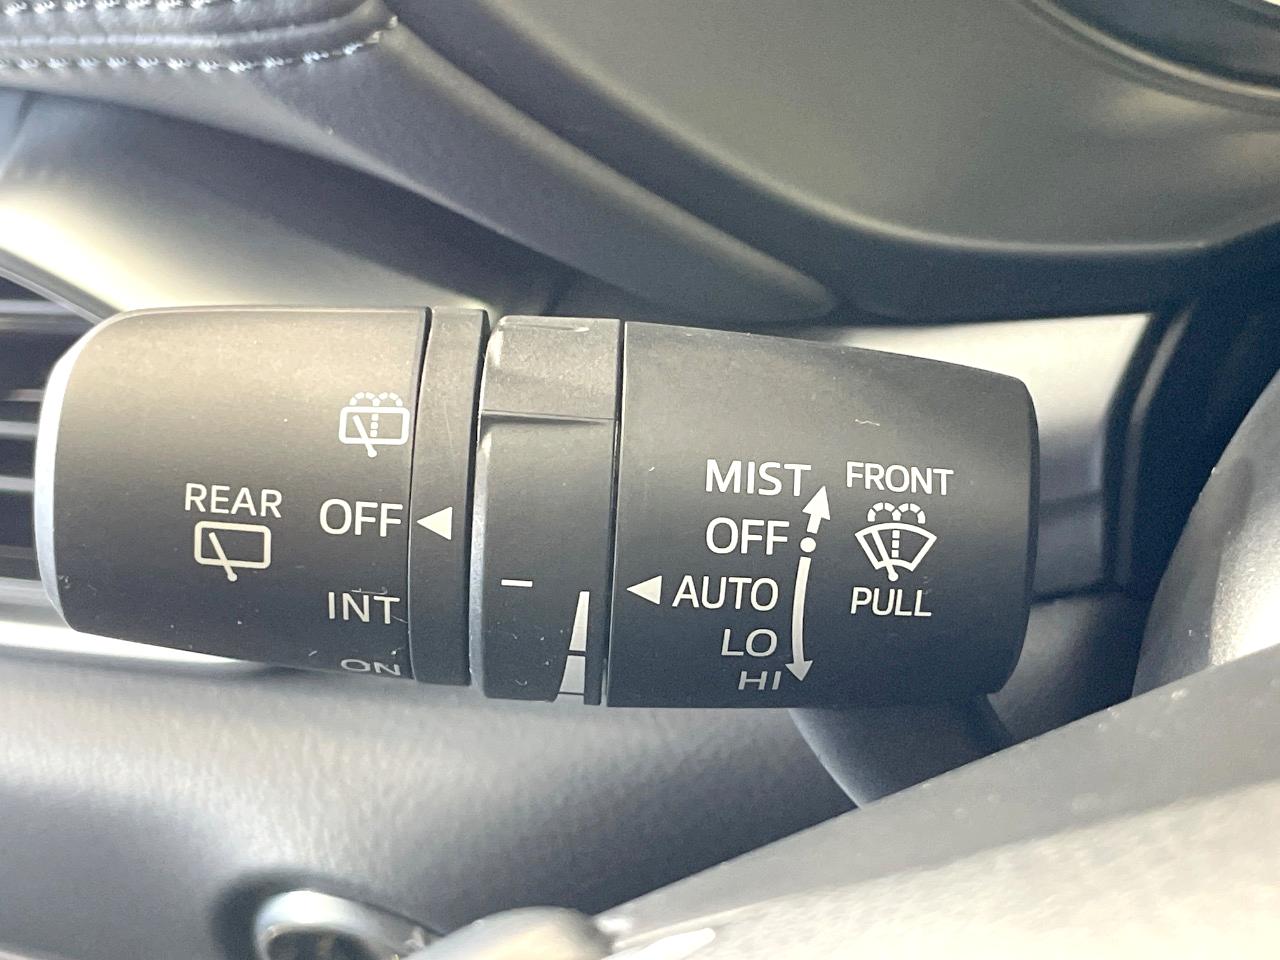 REAR
OFF
INT
ON
MIST
OFF
AUTO
LO
HI
FRONT
PULL